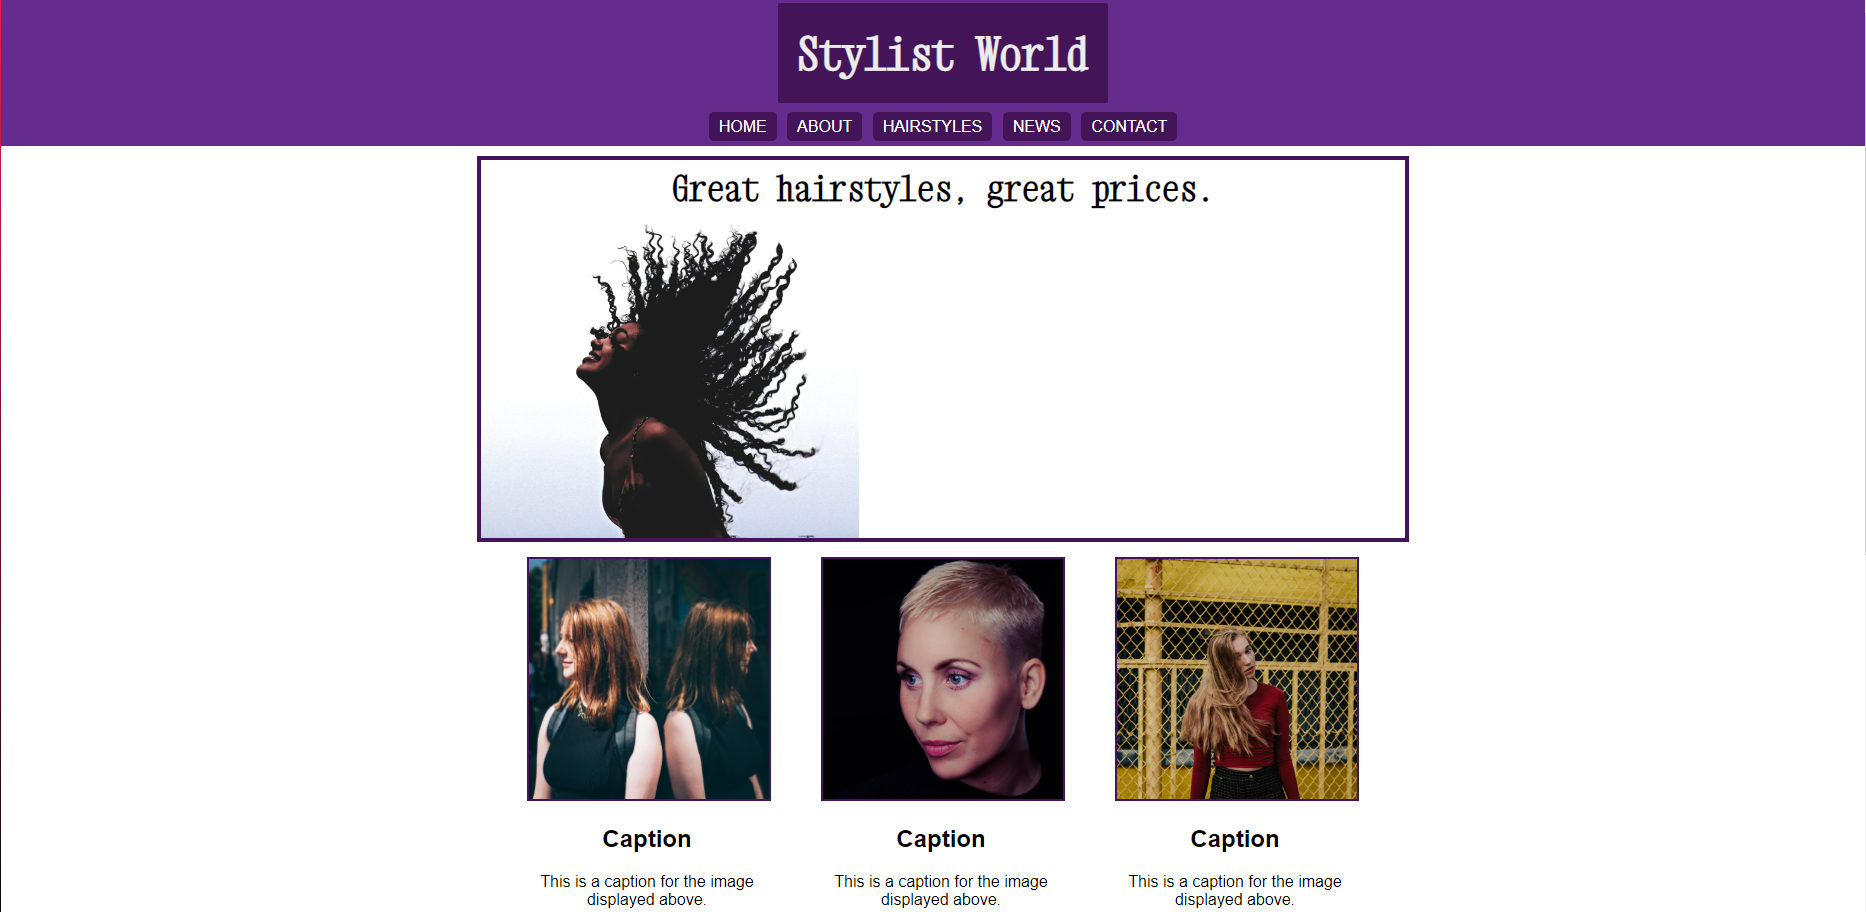 Stylist World
HOME ABOUT HAIRSTYLES NEWS CONTACT
Great hairstyles, great prices.
Caption
This is a caption for the image
displayed above.
Caption
This is a caption for the image
displayed above.
Caption
This is a caption for the image
displayed above.